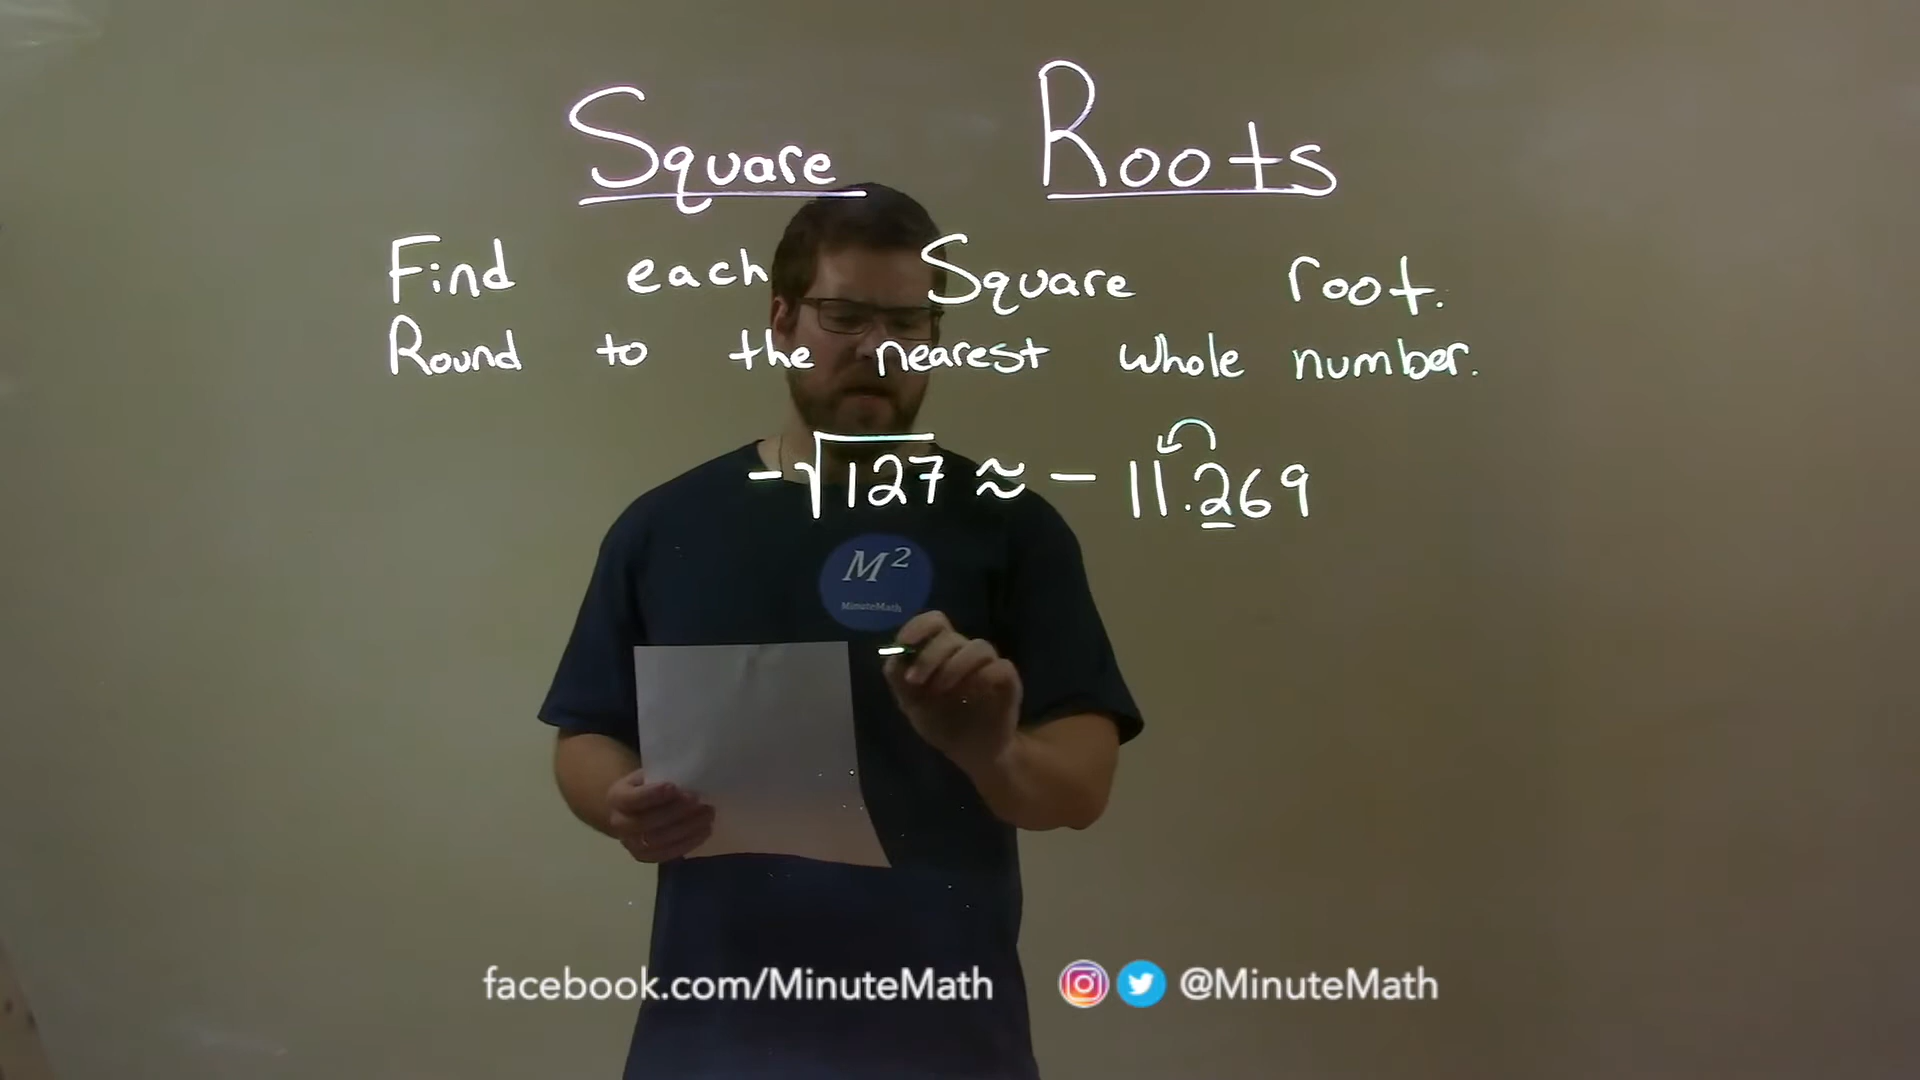 Square Roots
Find each Square root.
Round to the nearest whole number.
-√127 ≈ - 11.269
M²
MinuteMath
-
facebook.com/MinuteMath @MinuteMath